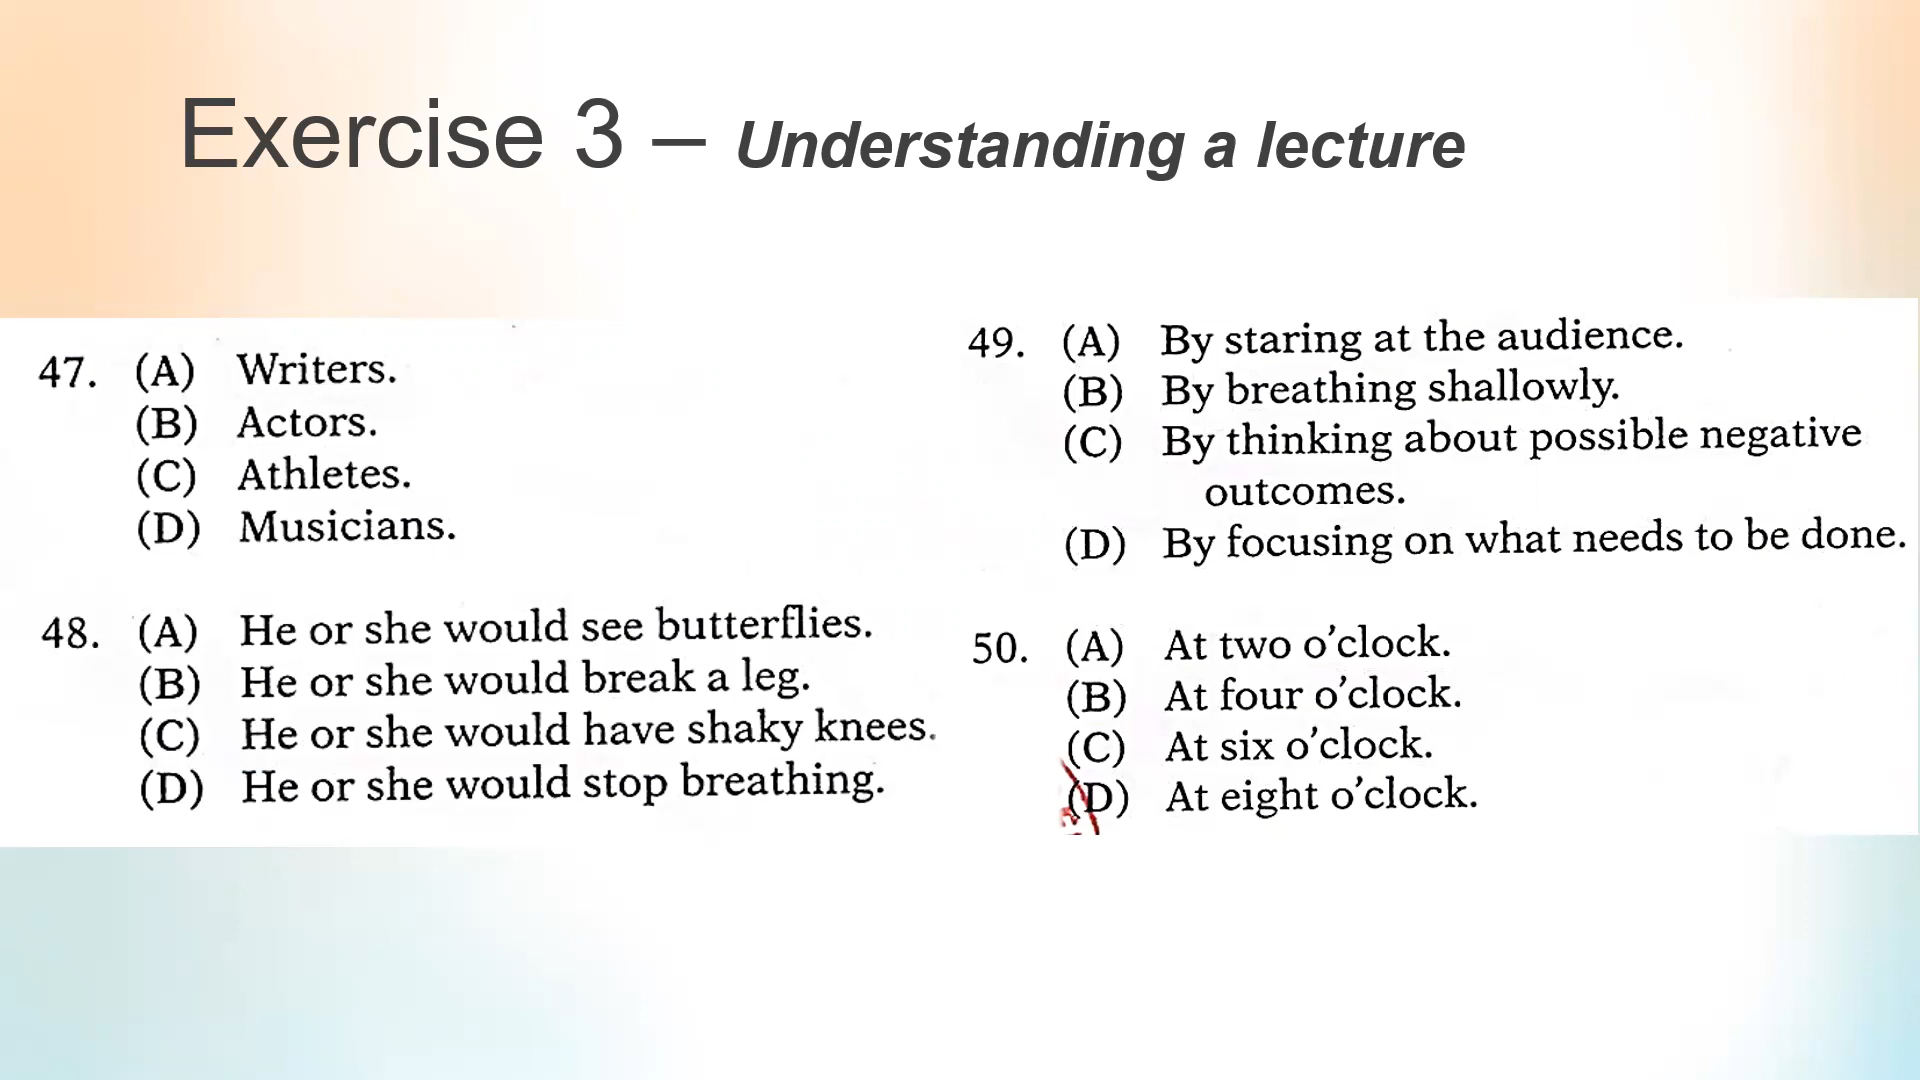 Exercise 3 – Understanding a lecture
47. (A) Writers.
(B) Actors.
(C) Athletes.
(D) Musicians.
48. (A) He or she would see butterflies.
(B) He or she would break a leg.
(C) He or she would have shaky knees.
(D) He or she would stop breathing.
49. (A) By staring at the audience.
(B) By breathing shallowly.
(C) By thinking about possible negative
outcomes.
(D) By focusing on what needs to be done.
50. (A) At two o’clock.
(B) At four o’clock.
(C) At six o’clock.
(D) At eight o’clock.